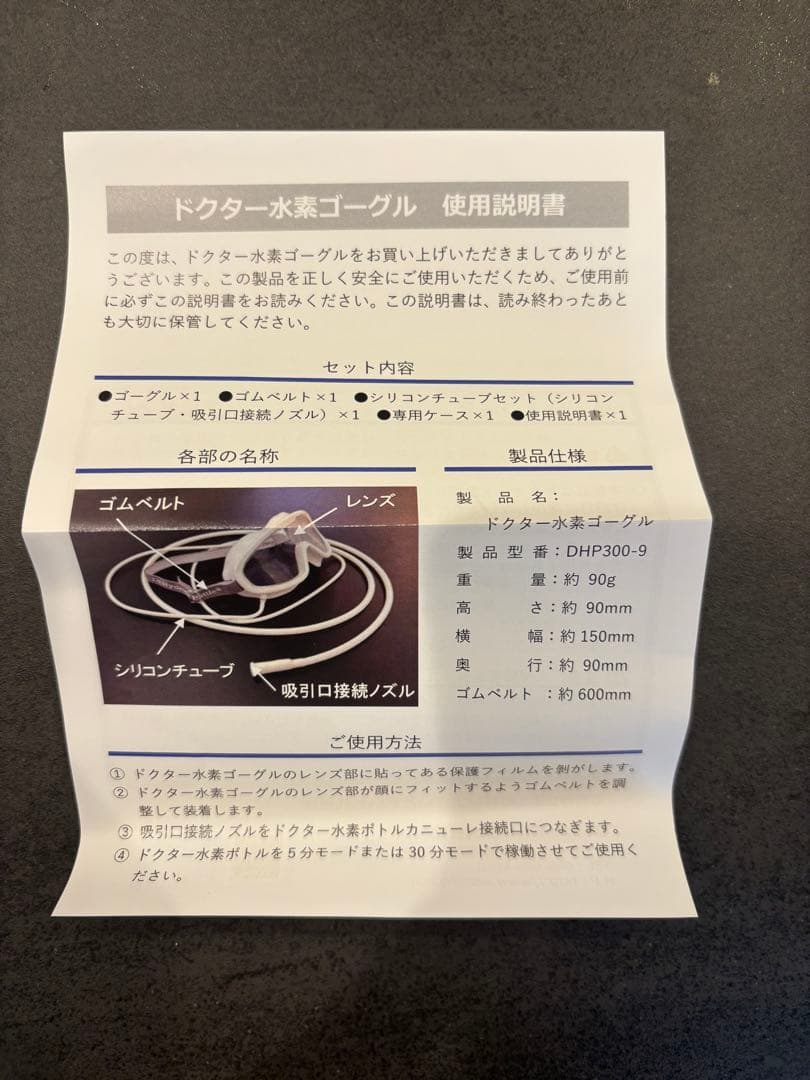 ドクター水素ゴーグル　使用説明書
この度は、ドクター水素ゴーグルをお買い上げいただきましてありがと
うございます。この製品を正しく安全にご使用いただくため、ご使用前
に必ずこの説明書をお読みください。この説明書は、読み終わったあと
も大切に保管してください。
セット内容
●ゴーグル×1　●ゴムベルト×1　●シリコンチューブセット（シリコン
チューブ・吸引口接続ノズル）×1　●専用ケース×1　●使用説明書×1
各部の名称
ゴムベルト
レンズ
シリコンチューブ
吸引口接続ノズル
製品仕様
製　品　名：
ドクター水素ゴーグル
製 品 型 番：DHP300-9
重　　　量：約 90g
高　　　さ：約 90mm
横　　　幅：約 150mm
奥　　　行：約 90mm
ゴムベルト ：約 600mm
ご使用方法
① ドクター水素ゴーグルのレンズ部に貼ってある保護フィルムを剝がします。
② ドクター水素ゴーグルのレンズ部が顔にフィットするようゴムベルトを調
整して装着します。
③ 吸引口接続ノズルをドクター水素ボトルカニューレ接続口につなぎます。
④ ドクター水素ボトルを5分モードまたは30分モードで稼働させてご使用く
ださい。